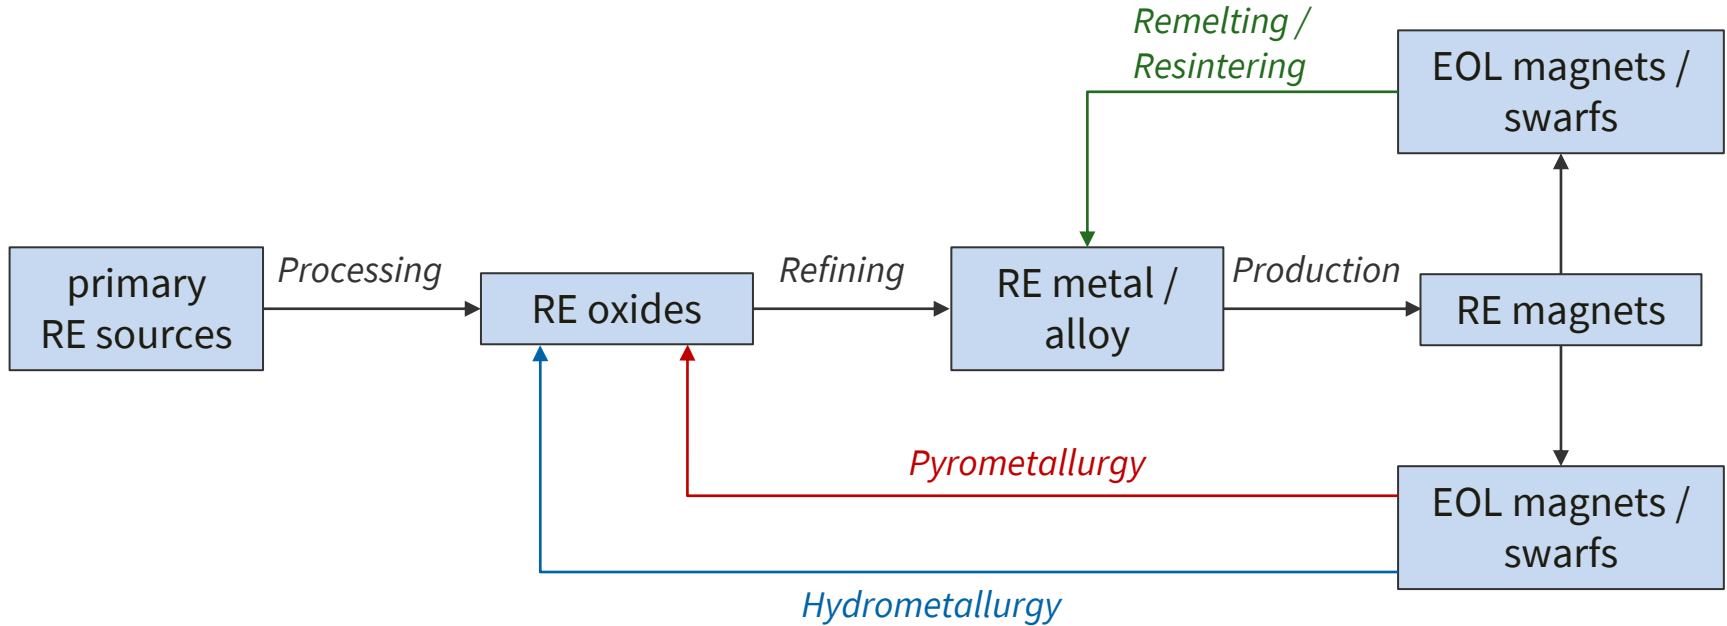 Remelting /
Resintering
EOL magnets /
swarfs
primary
RE sources
Processing
RE oxides
Refining
RE metal /
alloy
Production
RE magnets
Pyrometallurgy
EOL magnets /
swarfs
Hydrometallurgy